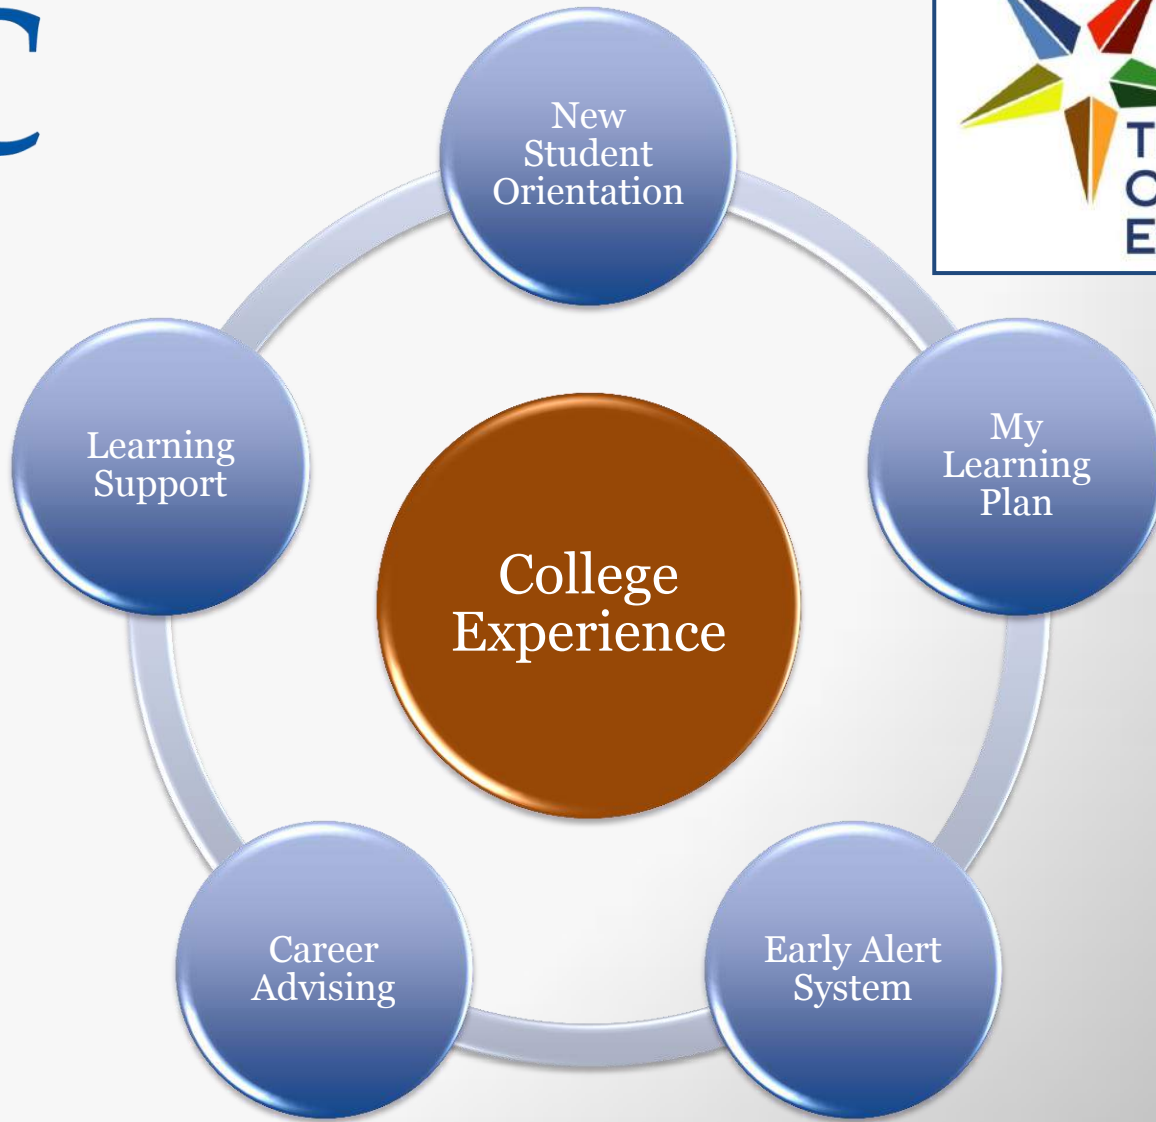 C
New
Student
Orientation
T
O
E
My
Learning
Plan
Learning
Support
College
Experience
Career
Advising
Early Alert
System